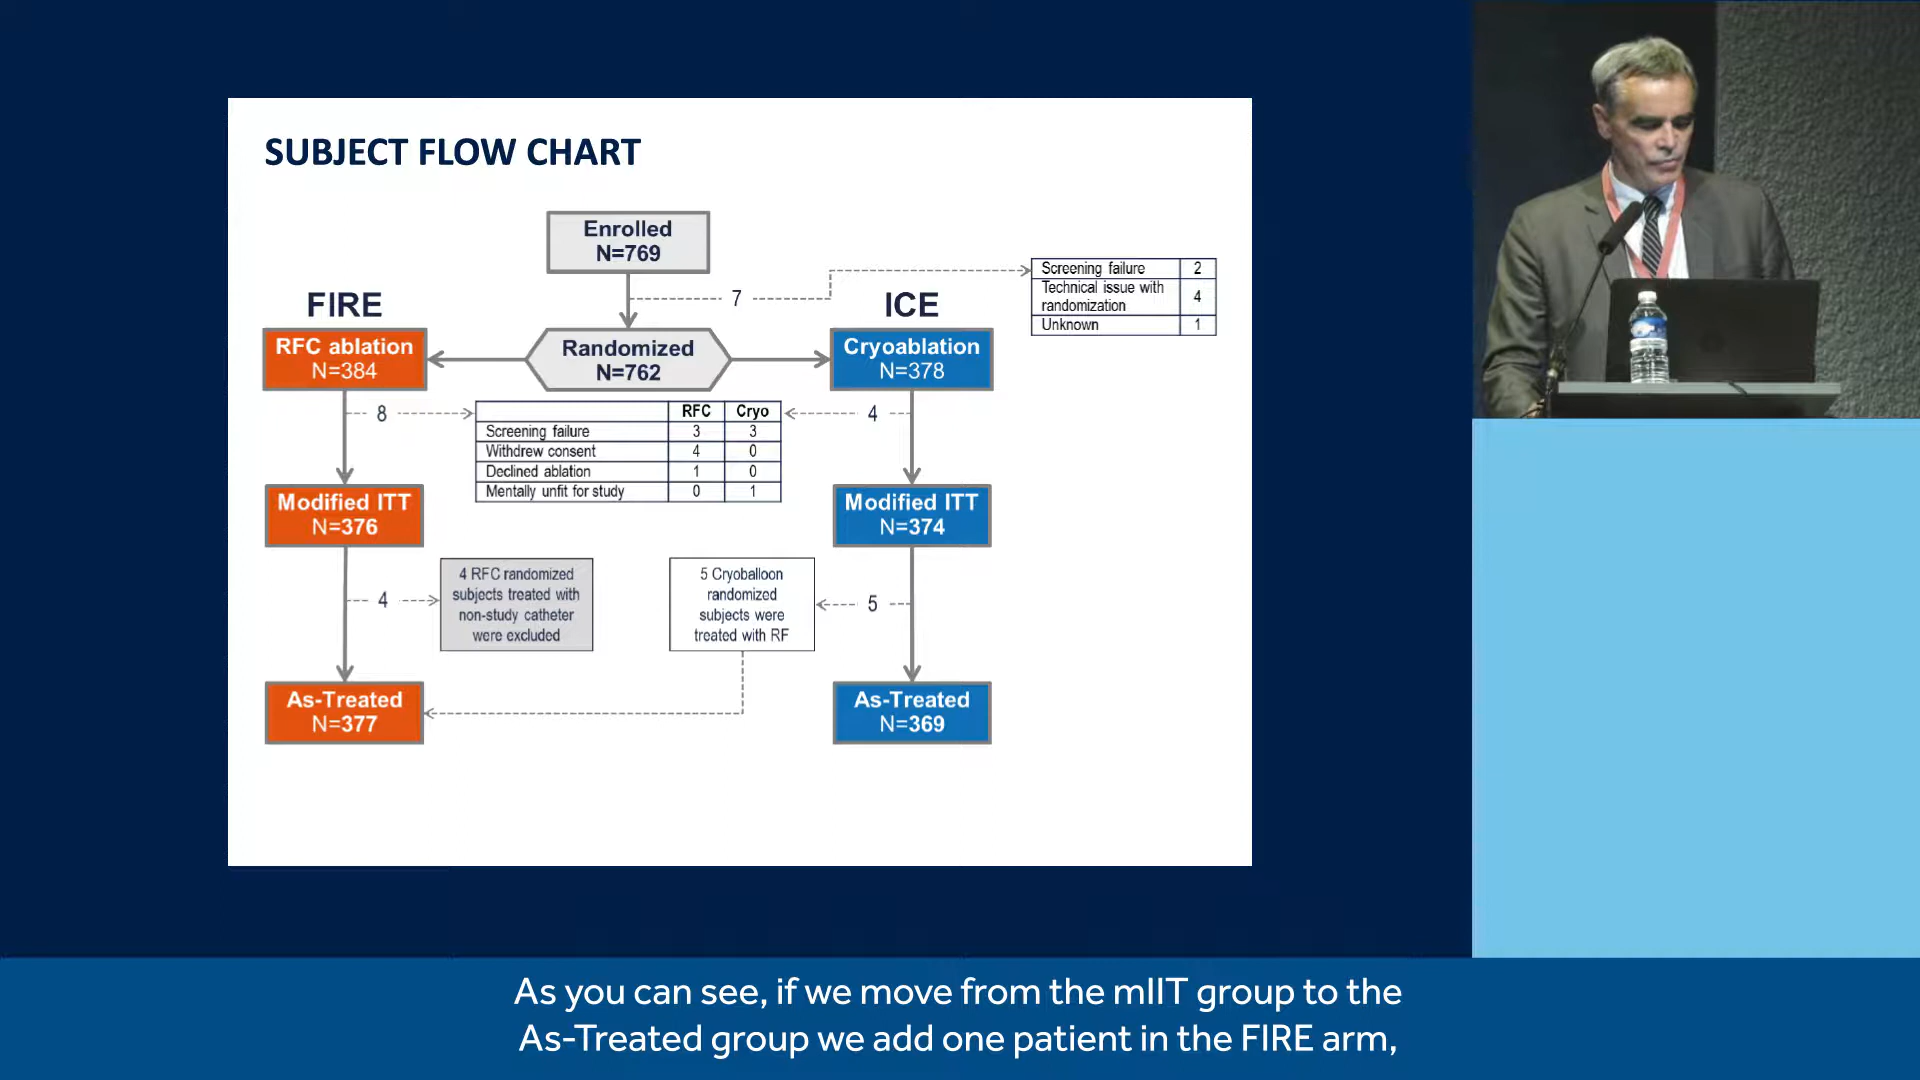 SUBJECT FLOW CHART
Enrolled
N=769
7
Screening failure 2
Technical issue with
randomization 4
Unknown 1
FIRE
ICE
RFC ablation
N=384
Randomized
N=762
Cryoablation
N=378
8
RFC Cryo
Screening failure 3 3
Withdrew consent 4 0
Declined ablation 1 0
Mentally unfit for study 0 1
4
Modified ITT
N=376
Modified ITT
N=374
4
4 RFC randomized
subjects treated with
non-study catheter
were excluded
5 Cryoballoon
randomized
subjects were
treated with RF
5
As-Treated
N=377
As-Treated
N=369
As you can see, if we move from the mIIT group to the
As-Treated group we add one patient in the FIRE arm,